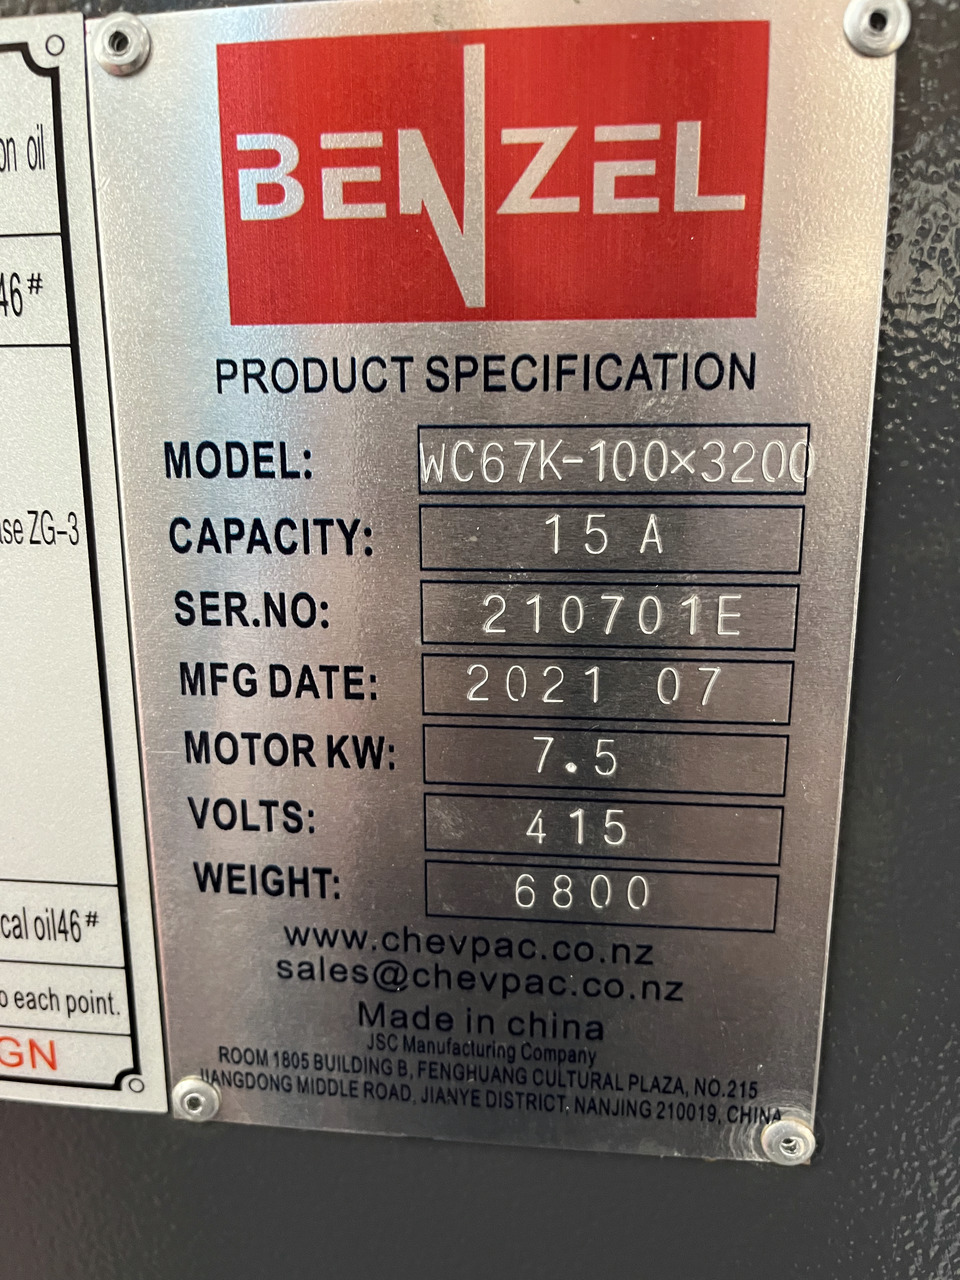 on oil
46#
ase ZG-3
cal oil46#
o each point.
GN
BENZEL
PRODUCT SPECIFICATION
MODEL: WC67K-100×3200
CAPACITY: 15 A
SER.NO: 210701E
MFG DATE: 2021 07
MOTOR KW: 7.5
VOLTS: 415
WEIGHT: 6800
www.chevpac.co.nz
sales@chevpac.co.nz
Made in china
JSC Manufacturing Company
ROOM 1805 BUILDING B, FENGHUANG CULTURAL PLAZA, NO.215
JIANGDONG MIDDLE ROAD, JIANYE DISTRICT, NANJING 210019, CHINA